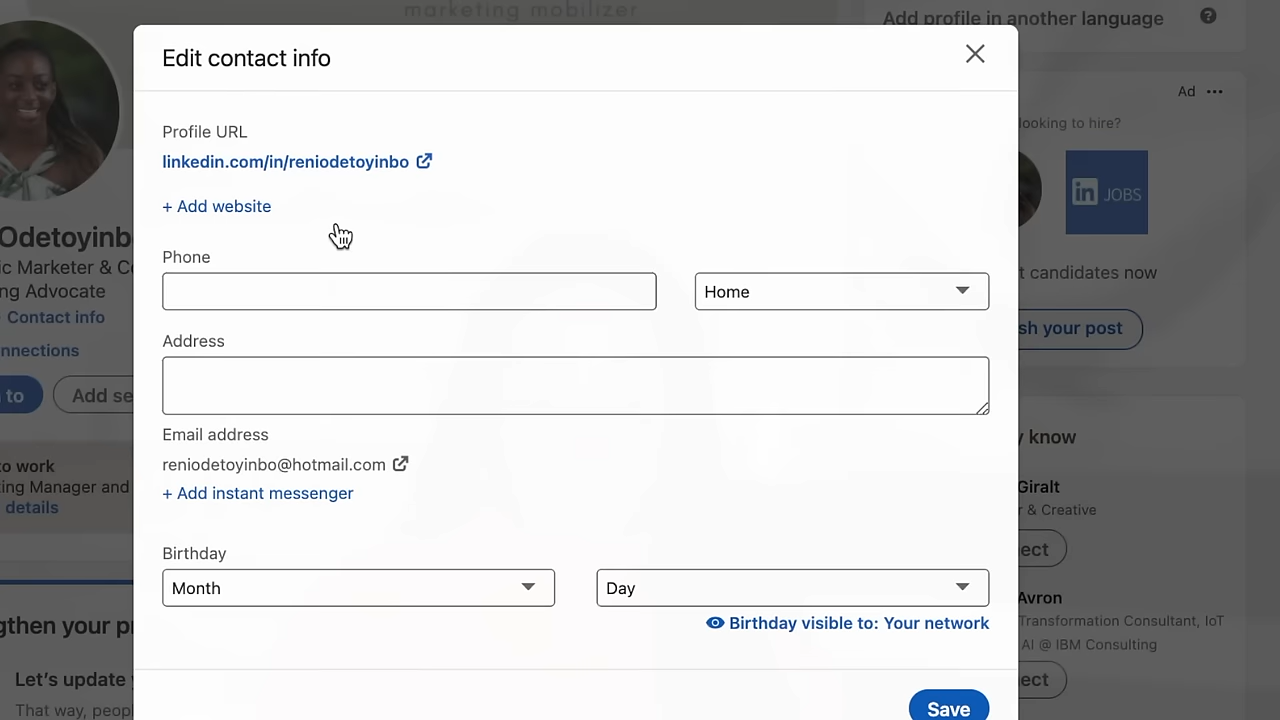 marketing mobilizer
Add profile in another language
Edit contact info
Ad
Profile URL
looking to hire?
linkedin.com/in/reniodetoyinbo
in JOBS
+ Add website
Odetoyinb
Phone
ic Marketer & C
Home
t candidates now
ng Advocate
Contact info
sh your post
Address
nnections
to
Add se
Email address
y know
reniodetoyinbo@hotmail.com
o work
ing Manager and
Giralt
+ Add instant messenger
details
r & Creative
Birthday
ect
Month
Day
Avron
gthen your pr
Birthday visible to: Your network
Transformation Consultant, IoT
AI @ IBM Consulting
Let's update y
ect
That way, peopl
Save